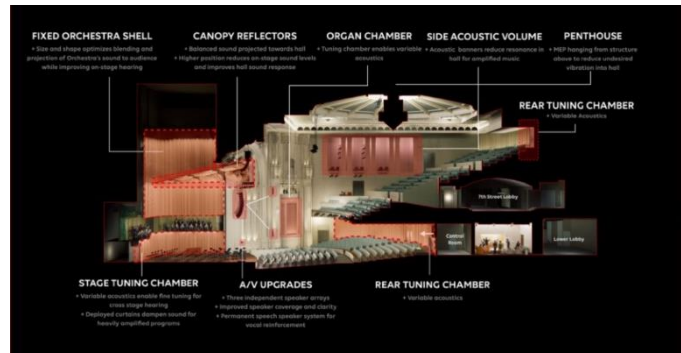 FIXED ORCHESTRA SHELL
• Size and shape optimizes blending and
projection of Orchestra's sound to audience
while improving on-stage hearing
CANOPY REFLECTORS
• Balanced sound projected towards hall
• Higher position reduces on-stage sound levels
and improves hall sound response
ORGAN CHAMBER
• Tuning chamber enables variable
acoustics
SIDE ACOUSTIC VOLUME
• Acoustic banners reduce resonance in
hall for amplified music
PENTHOUSE
• MEP hanging from structure
above to reduce undesired
vibration into hall
REAR TUNING CHAMBER
• Variable Acoustics
7th Street Lobby
Control
Room
Lower Lobby
STAGE TUNING CHAMBER
• Variable acoustics enable fine tuning for
cross stage hearing
• Deployed curtains dampen sound for
heavily amplified programs
A/V UPGRADES
• Three independent speaker arrays
• Improved speaker coverage and clarity
• Permanent speech speaker system for
vocal reinforcement
REAR TUNING CHAMBER
• Variable acoustics